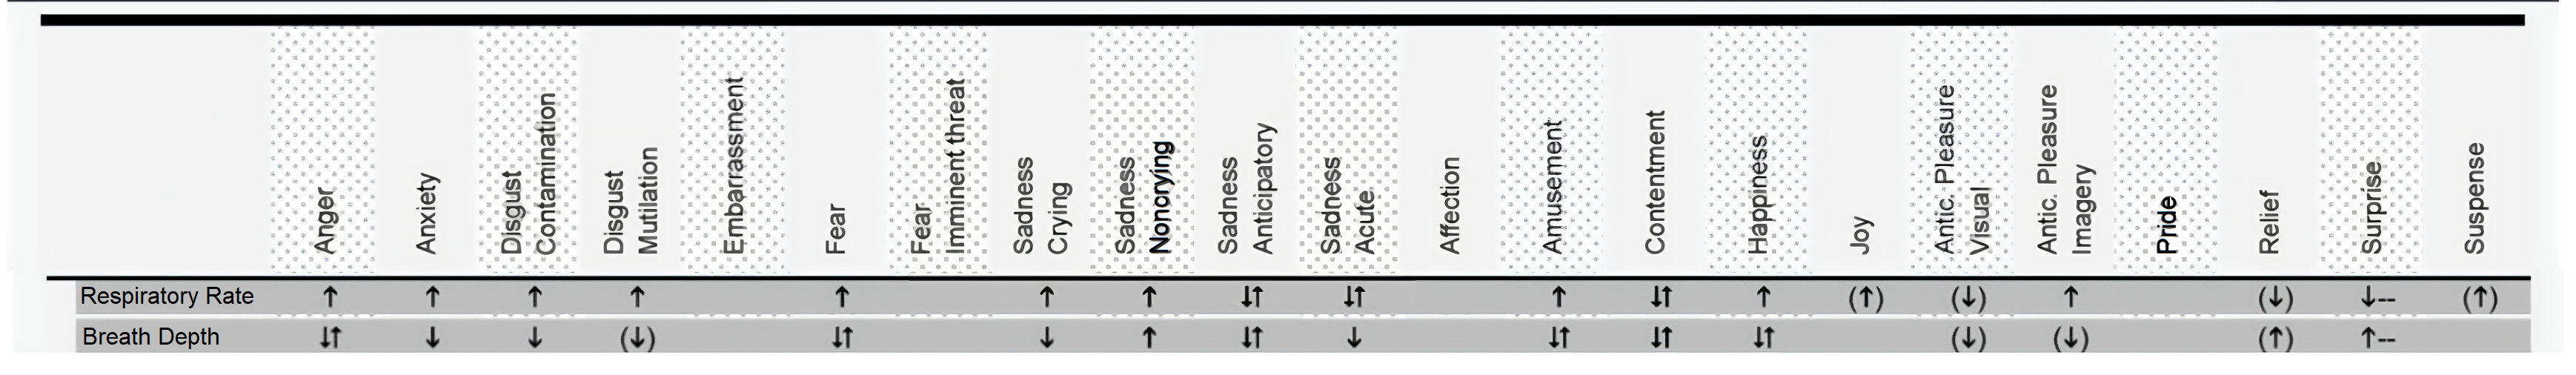 Anger
Anxiety
Disgust
Contamination
Disgust
Mutilation
Embarrassment
Fear
Fear
Imminent threat
Sadness
Crying
Sadness
Noncrying
Sadness
Anticipatory
Sadness
Acute
Affection
Amusement
Contentment
Happiness
Joy
Antic. Pleasure
Visual
Antic. Pleasure
Imagery
Pride
Relief
Surprise
Suspense
Respiratory Rate ↑ ↑ ↑ ↑ ↑ ↑ ↑ ↓↑ ↓↑ ↑ ↓↑ ↑ (↑) (↓) ↑ (↓) ↓-- (↑)
Breath Depth ↓↑ ↓ ↓ (↓) ↓↑ ↓ ↑ ↓↑ ↓ ↓↑ ↓↑ ↓↑ (↓) (↓) (↑) ↑--